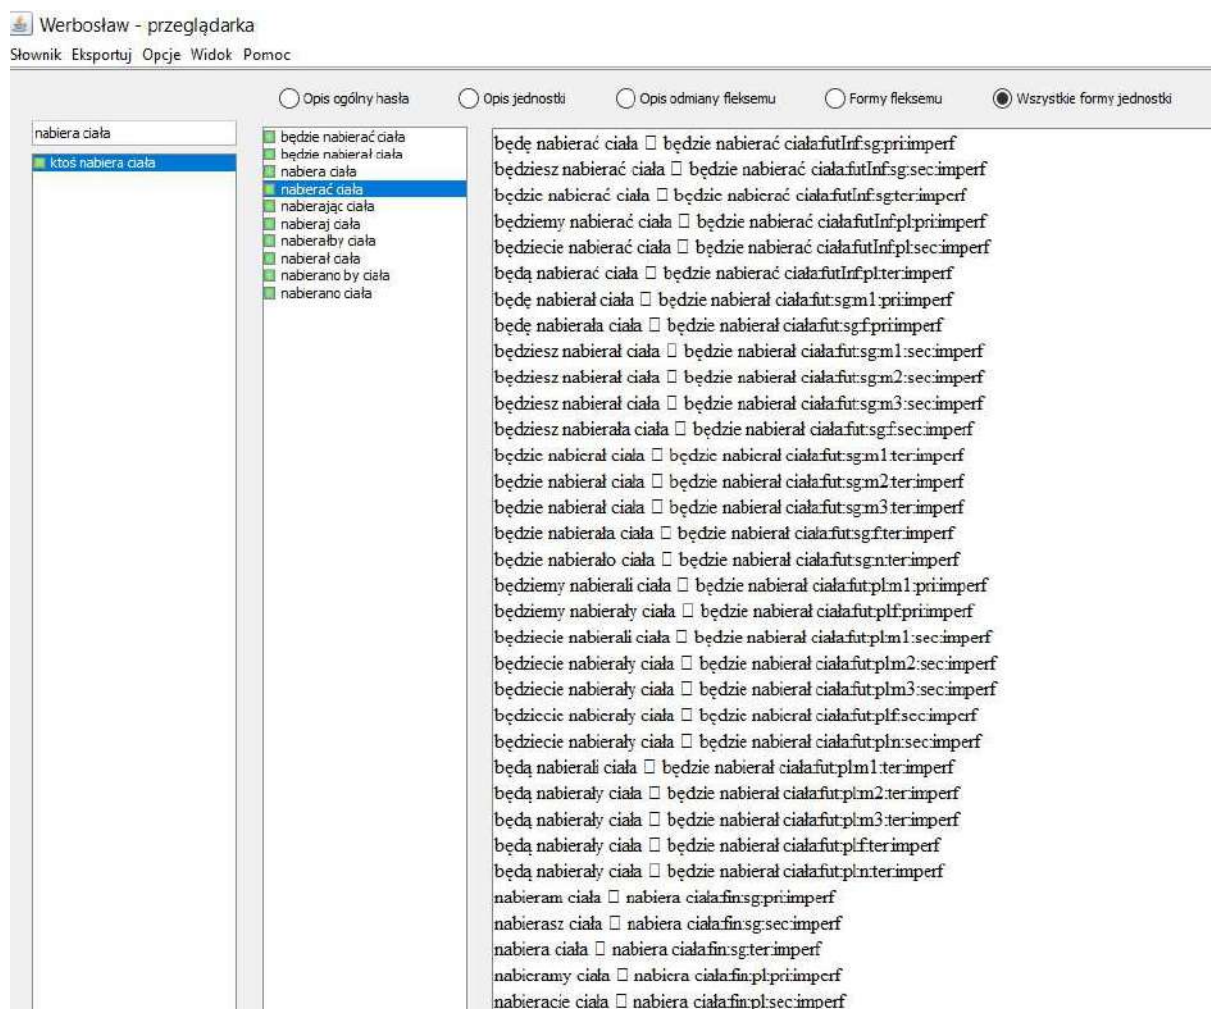 Werbosław - przeglądarka
Słownik Eksportuj Opcje Widok Pomoc
Opis ogólny hasła Opis jednostki Opis odmiany fleksemu Formy fleksemu Wszystkie formy jednostki
nabiera ciała
ktoś nabiera ciała
będzie nabierać ciała
będzie nabierał ciała
nabiera ciała
nabierać ciała
nabierając ciała
nabieraj ciała
nabierałby ciała
nabierał ciała
nabierano by ciała
nabierano ciała
będę nabierać ciała □ będzie nabierać ciała:futInf:sg:pri:imperf
będziesz nabierać ciała □ będzie nabierać ciała:futInf:sg:sec:imperf
będzie nabierać ciała □ będzie nabierać ciała:futInf:sg:ter:imperf
będziemy nabierać ciała □ będzie nabierać ciała:futInf:pl:pri:imperf
będziecie nabierać ciała □ będzie nabierać ciała:futInf:pl:sec:imperf
będą nabierać ciała □ będzie nabierać ciała:futInf:pl:ter:imperf
będę nabierał ciała □ będzie nabierał ciała:fut:sg:m1:pri:imperf
będę nabierała ciała □ będzie nabierał ciała:fut:sg:f:pri:imperf
będziesz nabierał ciała □ będzie nabierał ciała:fut:sg:m1:sec:imperf
będziesz nabierał ciała □ będzie nabierał ciała:fut:sg:m2:sec:imperf
będziesz nabierał ciała □ będzie nabierał ciała:fut:sg:m3:sec:imperf
będziesz nabierała ciała □ będzie nabierał ciała:fut:sg:f:sec:imperf
będzie nabierał ciała □ będzie nabierał ciała:fut:sg:m1:ter:imperf
będzie nabierał ciała □ będzie nabierał ciała:fut:sg:m2:ter:imperf
będzie nabierał ciała □ będzie nabierał ciała:fut:sg:m3:ter:imperf
będzie nabierała ciała □ będzie nabierał ciała:fut:sg:f:ter:imperf
będzie nabierało ciała □ będzie nabierał ciała:fut:sg:n:ter:imperf
będziemy nabierali ciała □ będzie nabierał ciała:fut:pl:m1:pri:imperf
będziemy nabierały ciała □ będzie nabierał ciała:fut:pl:f:pri:imperf
będziecie nabierali ciała □ będzie nabierał ciała:fut:pl:m1:sec:imperf
będziecie nabierały ciała □ będzie nabierał ciała:fut:pl:m2:sec:imperf
będziecie nabierały ciała □ będzie nabierał ciała:fut:pl:m3:sec:imperf
będziecie nabierały ciała □ będzie nabierał ciała:fut:pl:f:sec:imperf
będziecie nabierały ciała □ będzie nabierał ciała:fut:pl:n:sec:imperf
będą nabierali ciała □ będzie nabierał ciała:fut:pl:m1:ter:imperf
będą nabierały ciała □ będzie nabierał ciała:fut:pl:m2:ter:imperf
będą nabierały ciała □ będzie nabierał ciała:fut:pl:m3:ter:imperf
będą nabierały ciała □ będzie nabierał ciała:fut:pl:f:ter:imperf
będą nabierały ciała □ będzie nabierał ciała:fut:pl:n:ter:imperf
nabieram ciała □ nabiera ciała:fin:sg:pri:imperf
nabierasz ciała □ nabiera ciała:fin:sg:sec:imperf
nabiera ciała □ nabiera ciała:fin:sg:ter:imperf
nabieramy ciała □ nabiera ciała:fin:pl:pri:imperf
nabieracie ciała □ nabiera ciała:fin:pl:sec:imperf